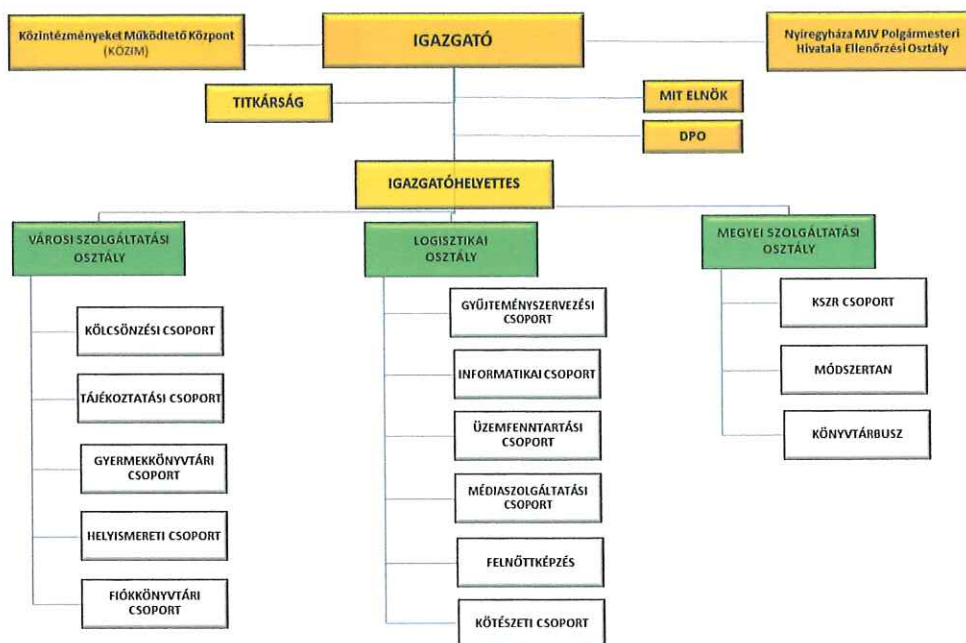 Közintézményeket Működtető Központ
(KÖZIM)
IGAZGATÓ
Nyíregyháza MJV Polgármesteri
Hivatala Ellenőrzési Osztály
TITKÁRSÁG
MIT ELNÖK
DPO
IGAZGATÓHELYETTES
VÁROSI SZOLGÁLTATÁSI
OSZTÁLY
KÖLCSÖNZÉSI CSOPORT
TÁJÉKOZTATÁSI CSOPORT
GYERMEKKÖNYVTÁRI
CSOPORT
HELYISMERETI CSOPORT
FIÓKKÖNYVTÁRI
CSOPORT
LOGISZTIKAI
OSZTÁLY
GYŰJTEMÉNYSZERVEZÉSI
CSOPORT
INFORMATIKAI CSOPORT
ÜZEMFENNTARTÁSI
CSOPORT
MÉDIASZOLGÁLTATÁSI
CSOPORT
FELNŐTTKÉPZÉS
KÖTÉSZETI CSOPORT
MEGYEI SZOLGÁLTATÁSI
OSZTÁLY
KSZR CSOPORT
MÓDSZERTAN
KÖNYVTÁRBUSZ